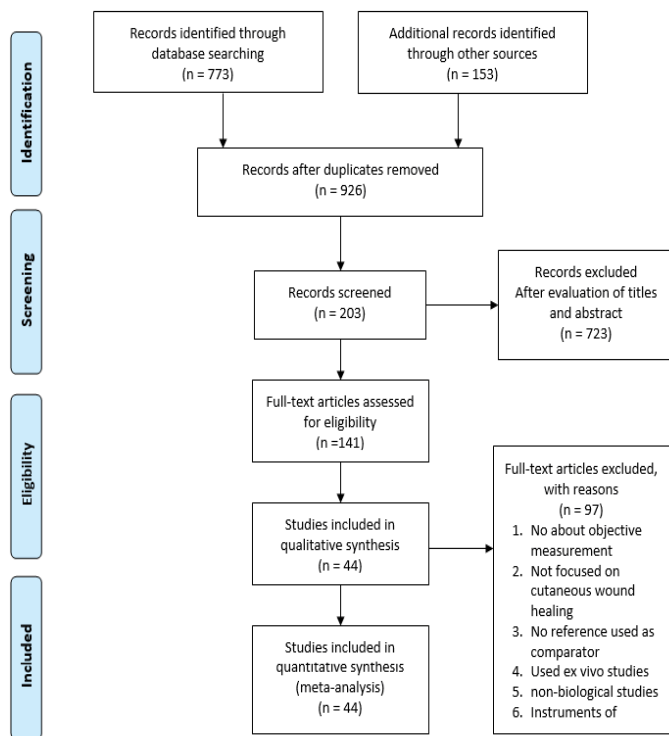 Identification
Records identified through
database searching
(n = 773)
Additional records identified
through other sources
(n = 153)
Records after duplicates removed
(n = 926)
Screening
Records screened
(n = 203)
Records excluded
After evaluation of titles
and abstract
(n = 723)
Eligibility
Full-text articles assessed
for eligibility
(n =141)
Full-text articles excluded,
with reasons
(n = 97)
1. No about objective
measurement
2. Not focused on
cutaneous wound
healing
3. No reference used as
comparator
4. Used ex vivo studies
5. non-biological studies
6. Instruments of
Studies included in
qualitative synthesis
(n = 44)
Included
Studies included in
quantitative synthesis
(meta-analysis)
(n = 44)